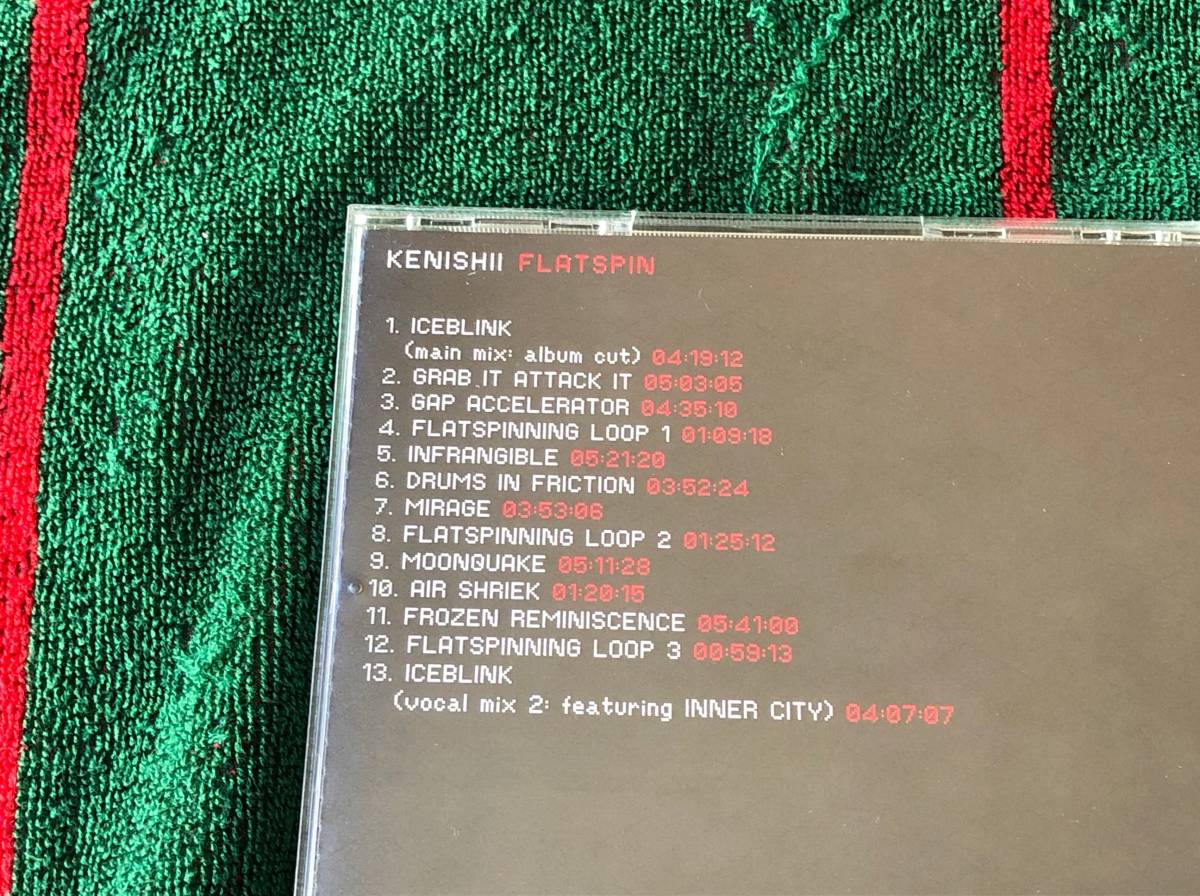 KENISHII FLATSPIN
1. ICEBLINK
(main mix: album cut) 04:19:12
2. GRAB IT ATTACK IT 05:03:05
3. GAP ACCELERATOR 04:35:10
4. FLATSPINNING LOOP 1 01:09:18
5. INFRANGIBLE 05:21:20
6. DRUMS IN FRICTION 03:52:24
7. MIRAGE 03:53:06
8. FLATSPINNING LOOP 2 01:25:12
9. MOONQUAKE 05:11:28
10. AIR SHRIEK 01:20:15
11. FROZEN REMINISCENCE 05:41:00
12. FLATSPINNING LOOP 3 00:59:13
13. ICEBLINK
(vocal mix 2: featuring INNER CITY) 04:07:07